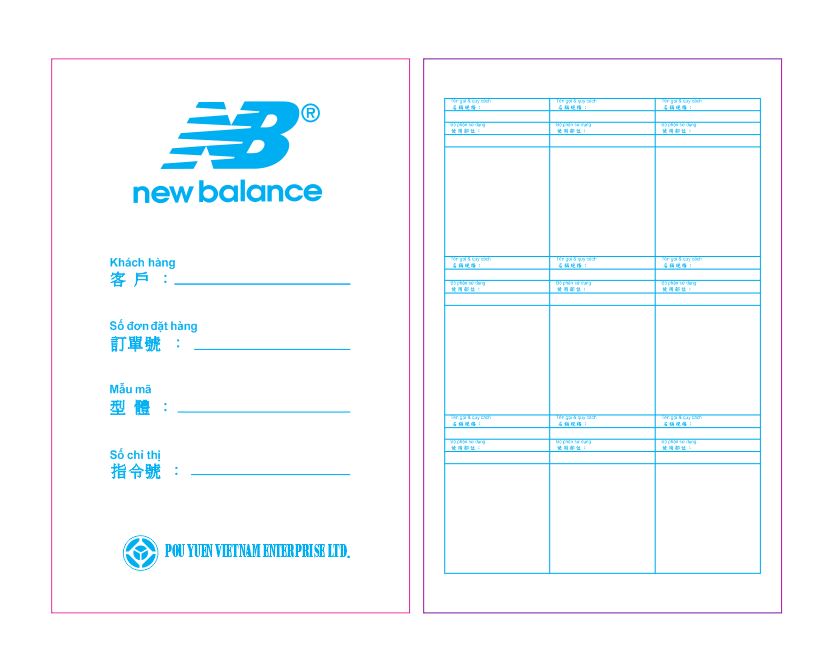 NB®
new balance
Khách hàng
客 戶 :
Số đơn đặt hàng
訂單號 :
Mẫu mã
型 體 :
Số chỉ thị
指令號 :
POU YUEN VIETNAM ENTERPRISE LTD.
Tên gọi & quy cách Tên gọi & quy cách Tên gọi & quy cách
名稱規格: 名稱規格: 名稱規格:
Bộ phận sử dụng Bộ phận sử dụng Bộ phận sử dụng
使用部位: 使用部位: 使用部位:
Tên gọi & quy cách Tên gọi & quy cách Tên gọi & quy cách
名稱規格: 名稱規格: 名稱規格:
Bộ phận sử dụng Bộ phận sử dụng Bộ phận sử dụng
使用部位: 使用部位: 使用部位:
Tên gọi & quy cách Tên gọi & quy cách Tên gọi & quy cách
名稱規格: 名稱規格: 名稱規格:
Bộ phận sử dụng Bộ phận sử dụng Bộ phận sử dụng
使用部位: 使用部位: 使用部位: